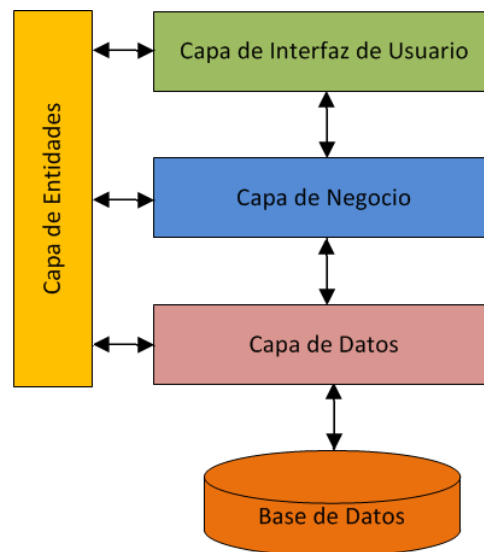 Capa de Interfaz de Usuario
Capa de Entidades
Capa de Negocio
Capa de Datos
Base de Datos